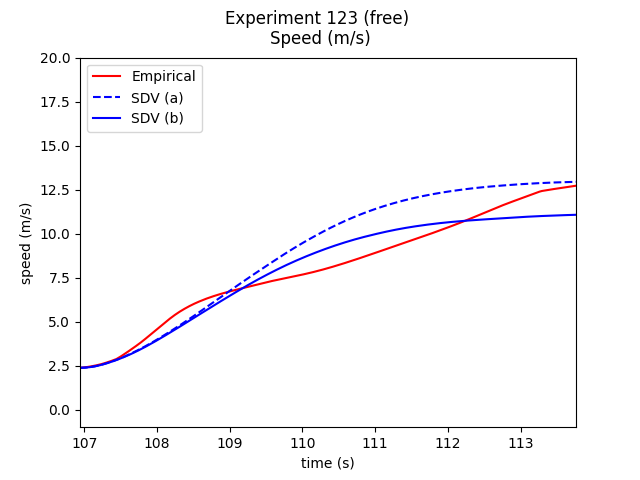 Experiment 123 (free)
Speed (m/s)
20.0
17.5
15.0
12.5
10.0
7.5
5.0
2.5
0.0
speed (m/s)
Empirical
SDV (a)
SDV (b)
107 108 109 110 111 112 113
time (s)